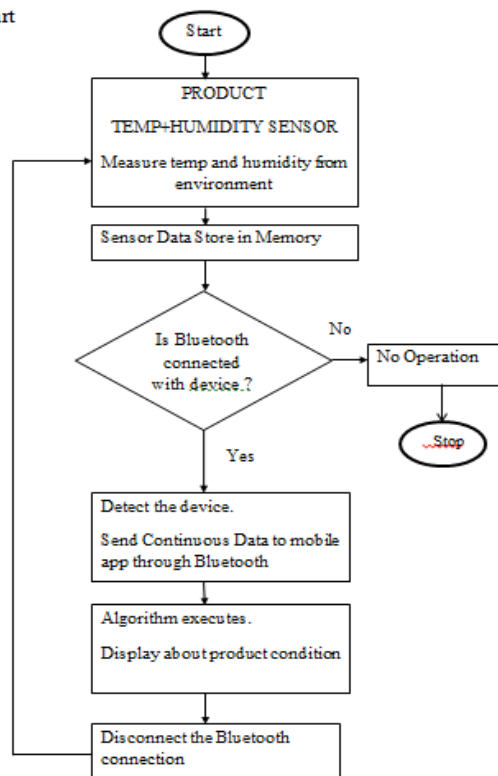 art
Start
PRODUCT
TEMP+HUMIDITY SENSOR
Measure temp and humidity from
environment
Sensor Data Store in Memory
Is Bluetooth
connected
with device.?
No
No Operation
Stop
Yes
Detect the device.
Send Continuous Data to mobile
app through Bluetooth
Algorithm executes.
Display about product condition
Disconnect the Bluetooth
connection